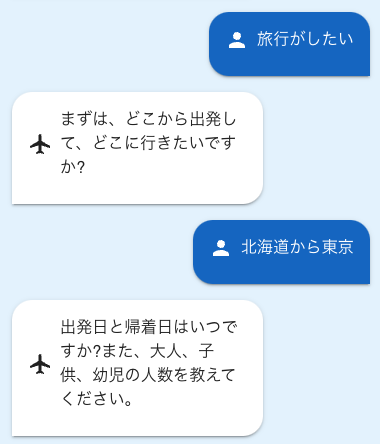 旅行がしたい
まずは、どこから出発し
て、どこに行きたいです
か?
北海道から東京
出発日と帰着日はいつで
すか?また、大人、子
供、幼児の人数を教えて
ください。